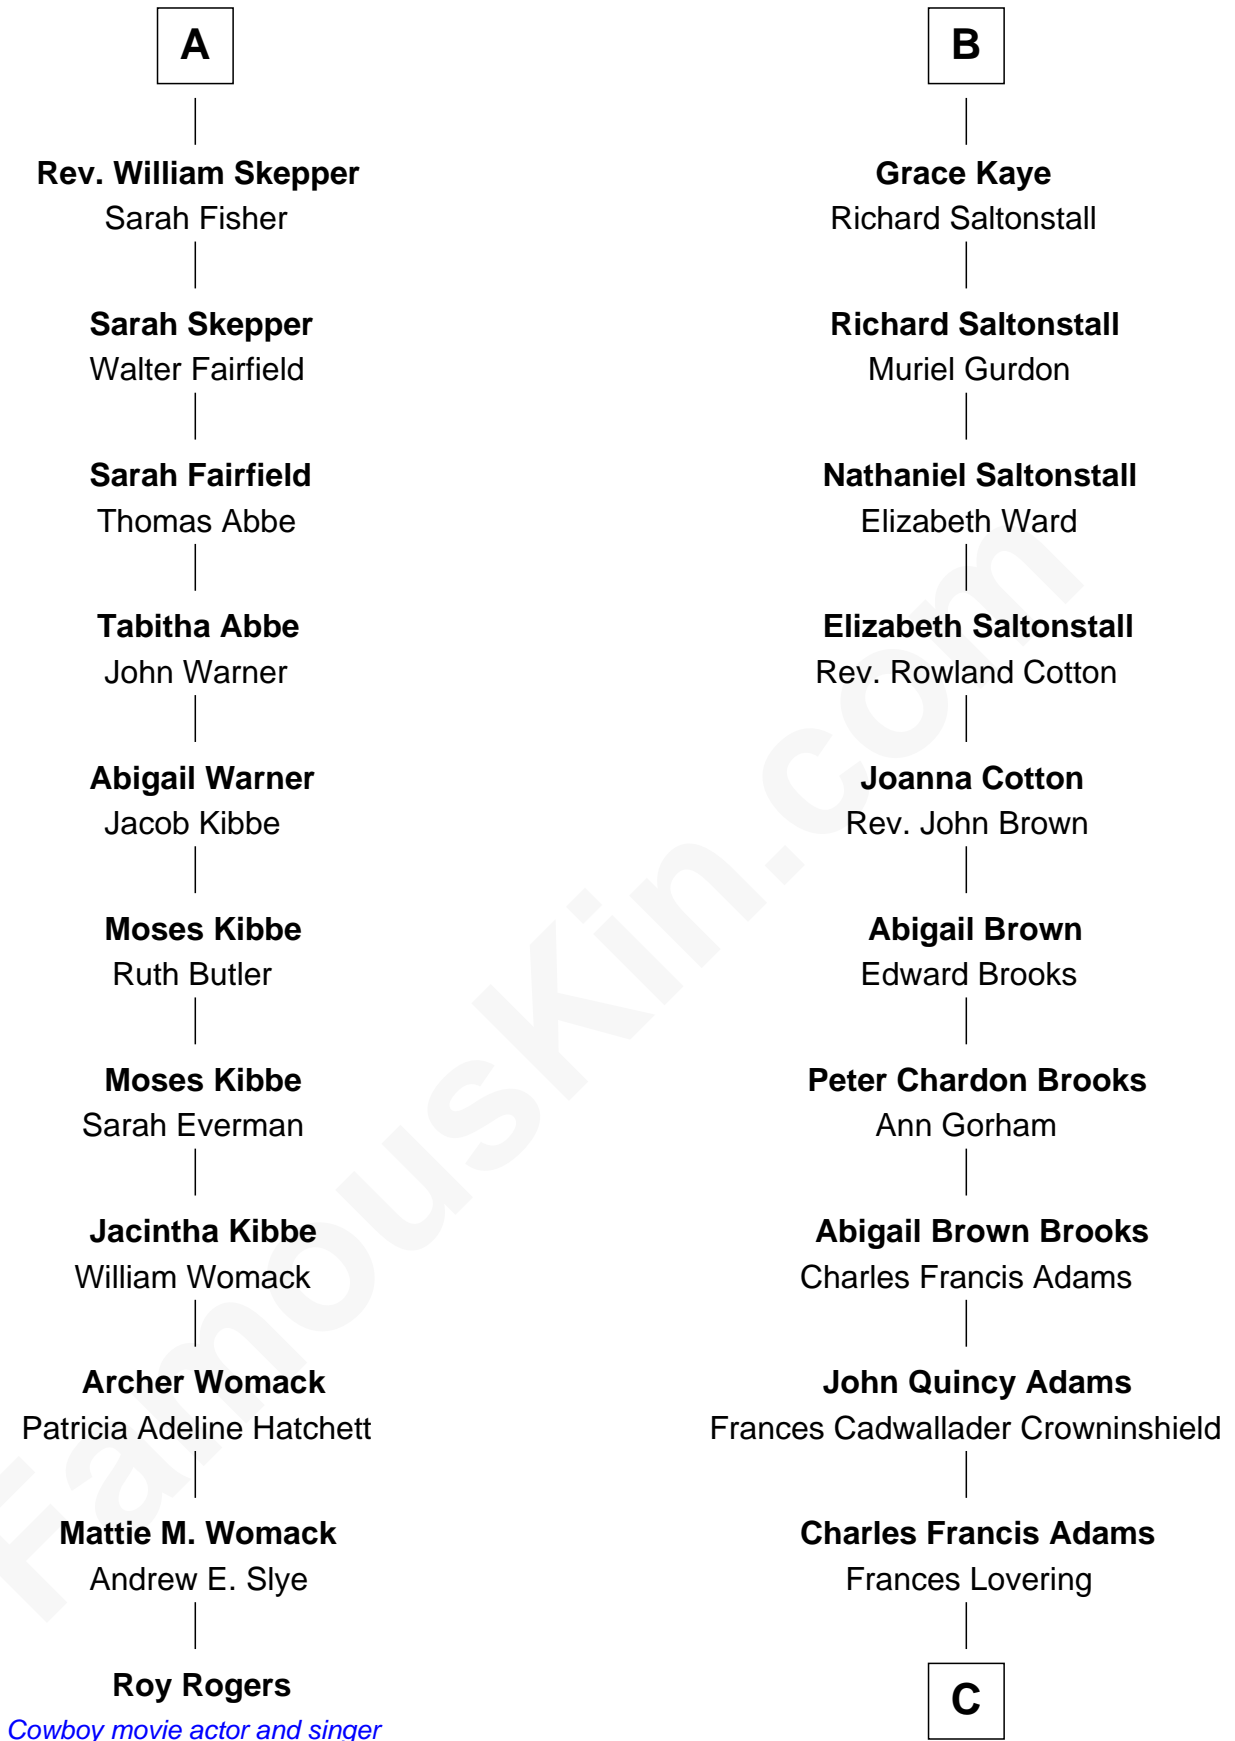 A
Rev. William Skepper
Sarah Fisher
Sarah Skepper
Walter Fairfield
Sarah Fairfield
Thomas Abbe
Tabitha Abbe
John Warner
Abigail Warner
Jacob Kibbe
Moses Kibbe
Ruth Butler
Moses Kibbe
Sarah Everman
Jacintha Kibbe
William Womack
Archer Womack
Patricia Adeline Hatchett
Mattie M. Womack
Andrew E. Slye
Roy Rogers
Cowboy movie actor and singer
B
Grace Kaye
Richard Saltonstall
Richard Saltonstall
Muriel Gurdon
Nathaniel Saltonstall
Elizabeth Ward
Elizabeth Saltonstall
Rev. Rowland Cotton
Joanna Cotton
Rev. John Brown
Abigail Brown
Edward Brooks
Peter Chardon Brooks
Ann Gorham
Abigail Brown Brooks
Charles Francis Adams
John Quincy Adams
Frances Cadwallader Crowninshield
Charles Francis Adams
Frances Lovering
C
FamousKin.com